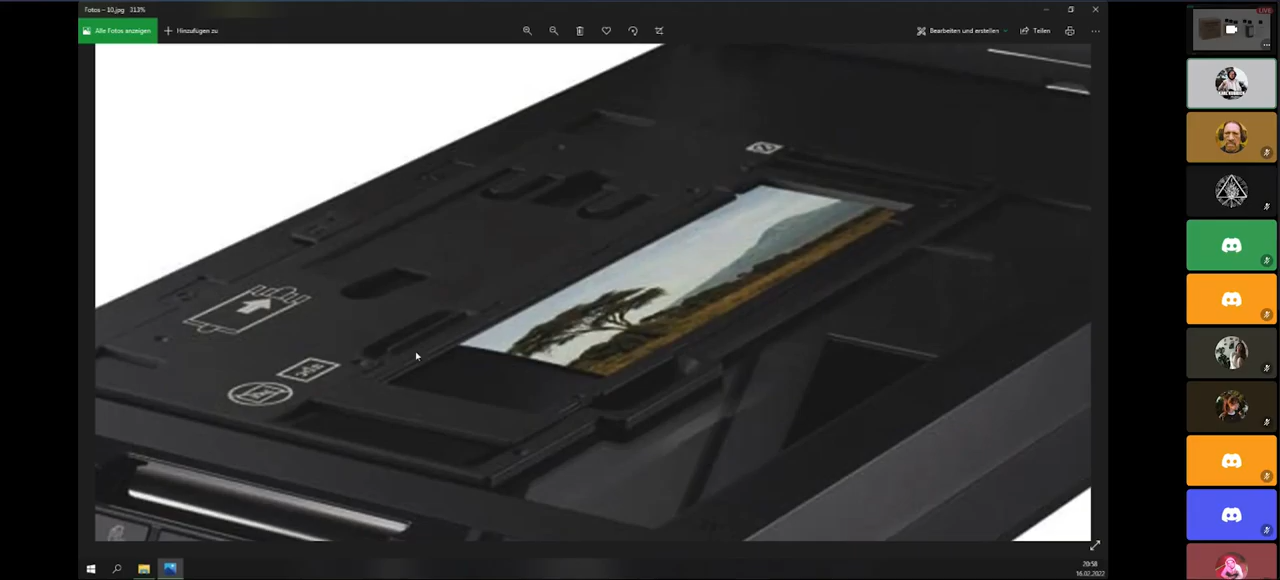 Fotos – 10.jpg 313%
Alle Fotos anzeigen
Hinzufügen zu
Bearbeiten und erstellen
Teilen
LIVE
20:58
16.02.2022